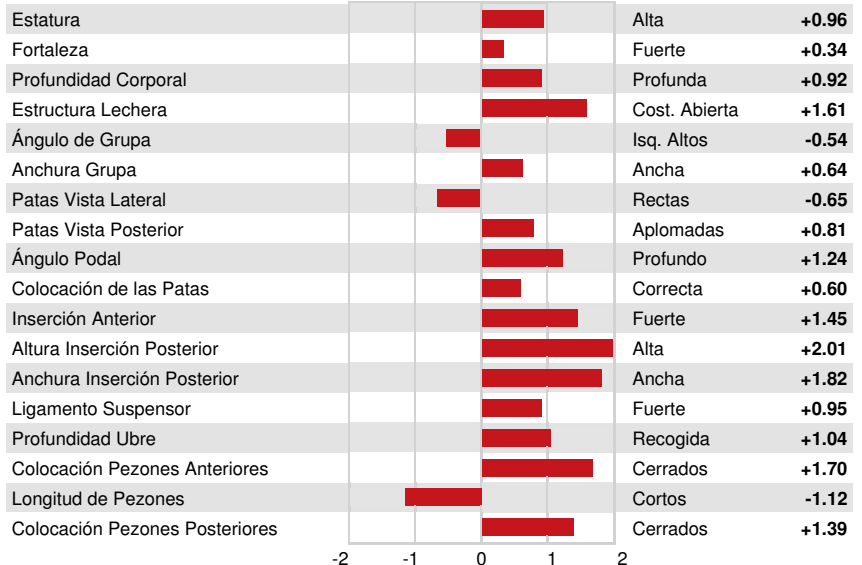 Estatura Alta +0.96
Fortaleza Fuerte +0.34
Profundidad Corporal Profunda +0.92
Estructura Lechera Cost. Abierta +1.61
Ángulo de Grupa Isq. Altos -0.54
Anchura Grupa Ancha +0.64
Patas Vista Lateral Rectas -0.65
Patas Vista Posterior Aplomadas +0.81
Ángulo Podal Profundo +1.24
Colocación de las Patas Correcta +0.60
Inserción Anterior Fuerte +1.45
Altura Inserción Posterior Alta +2.01
Anchura Inserción Posterior Ancha +1.82
Ligamento Suspensor Fuerte +0.95
Profundidad Ubre Recogida +1.04
Colocación Pezones Anteriores Cerrados +1.70
Longitud de Pezones Cortos -1.12
Colocación Pezones Posteriores Cerrados +1.39
-2 -1 0 1 2